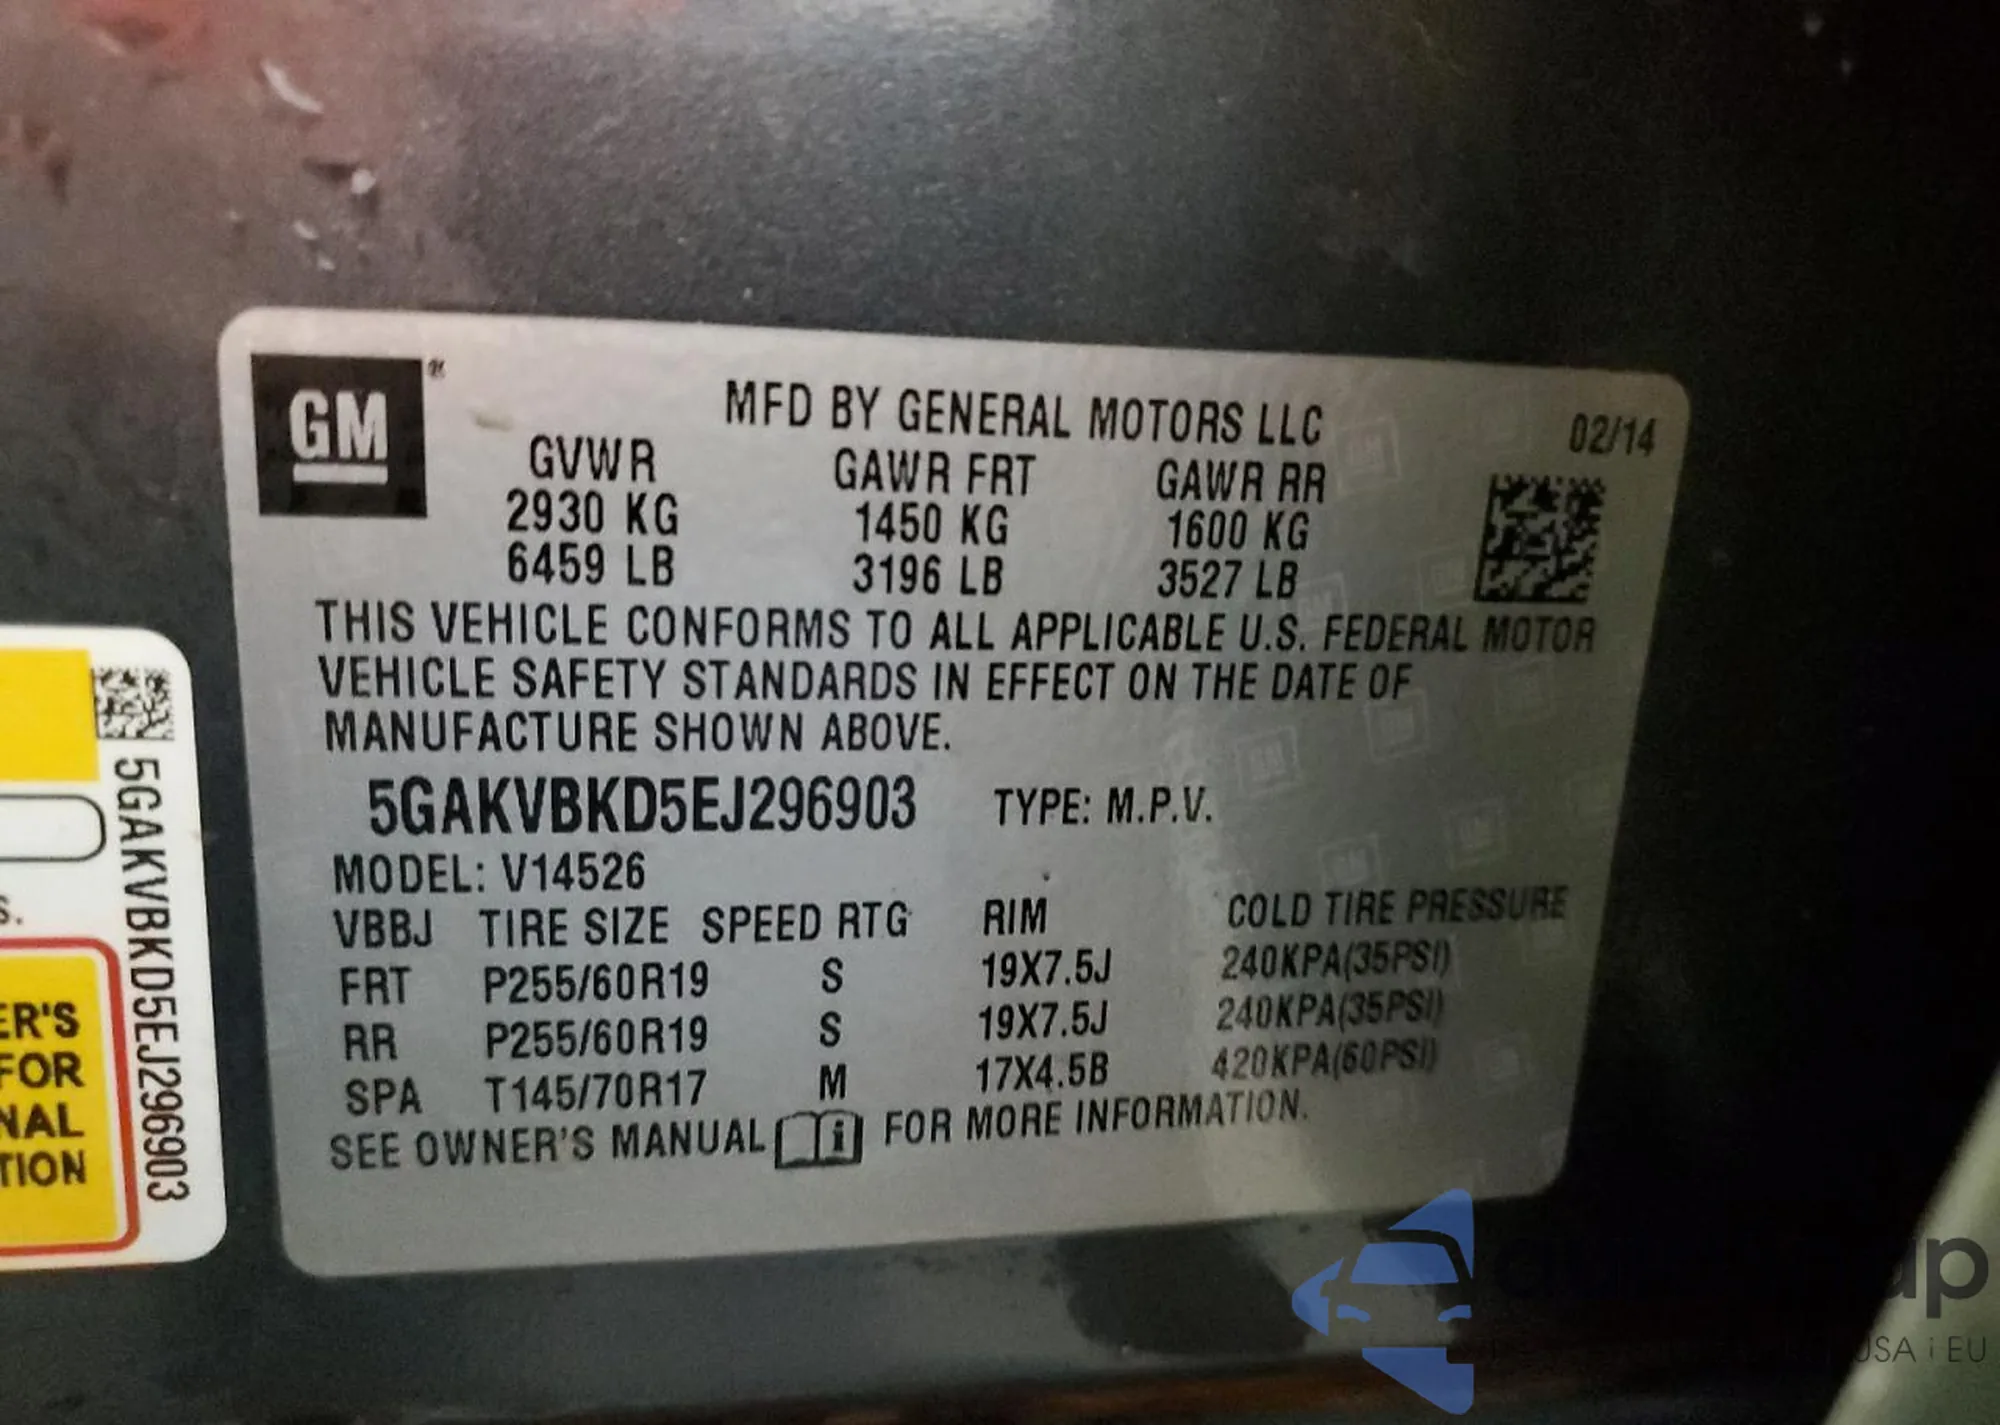 GM ®
MFD BY GENERAL MOTORS LLC
02/14
GVWR GAWR FRT GAWR RR
2930 KG 1450 KG 1600 KG
6459 LB 3196 LB 3527 LB
THIS VEHICLE CONFORMS TO ALL APPLICABLE U.S. FEDERAL MOTOR
VEHICLE SAFETY STANDARDS IN EFFECT ON THE DATE OF
MANUFACTURE SHOWN ABOVE.
5GAKVBKD5EJ296903 TYPE: M.P.V.
MODEL: V14526
VBBJ TIRE SIZE SPEED RTG RIM COLD TIRE PRESSURE
FRT P255/60R19 S 19X7.5J 240KPA(35PSI)
RR P255/60R19 S 19X7.5J 240KPA(35PSI)
SPA T145/70R17 M 17X4.5B 420KPA(60PSI)
SEE OWNER'S MANUAL i FOR MORE INFORMATION.
5GAKVBKD5EJ296903
S.
ER'S
FOR
NAL
TION
USA i EU